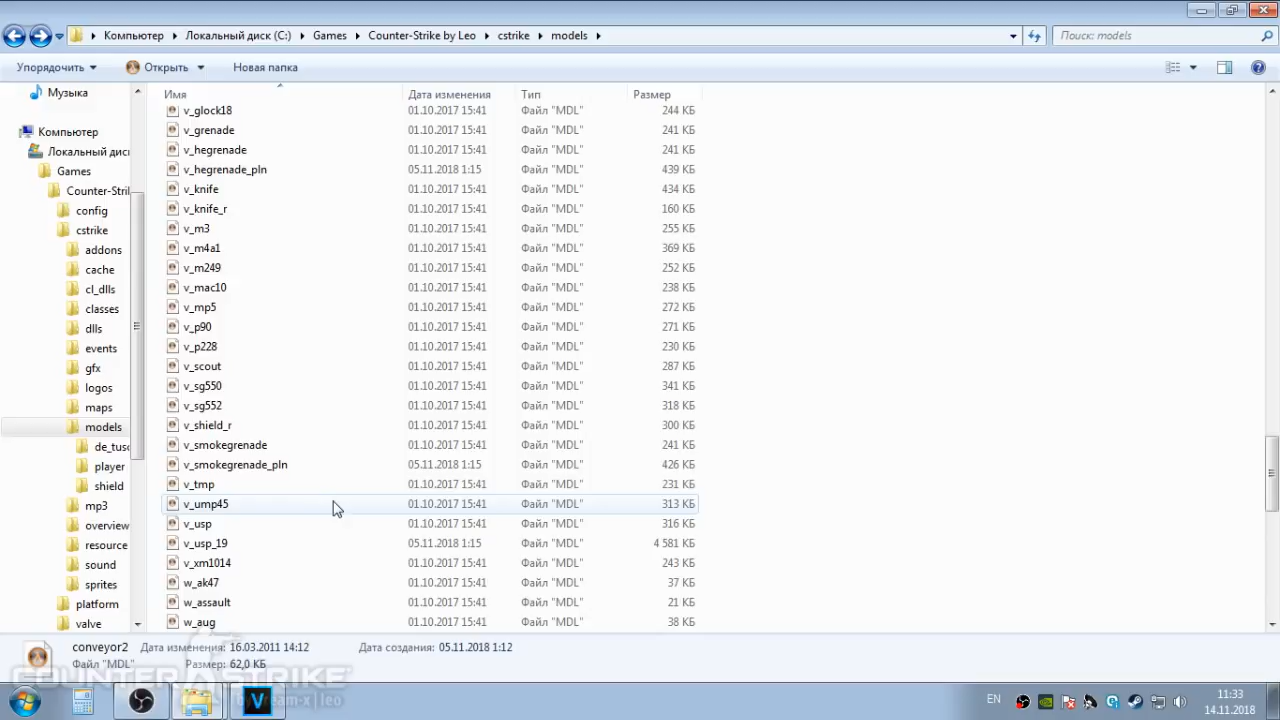 Компьютер ▸ Локальный диск (C:) ▸ Games ▸ Counter-Strike by Leo ▸ cstrike ▸ models ▸
Поиск: models
Упорядочить ▾ Открыть ▾ Новая папка
Имя Дата изменения Тип Размер
Музыка
Компьютер
Локальный диск
Games
Counter-Stri
config
cstrike
addons
cache
cl_dlls
classes
dlls
events
gfx
logos
maps
models
de_tusc
player
shield
mp3
overview
resource
sound
sprites
platform
valve
v_glock18 01.10.2017 15:41 Файл "MDL" 244 КБ
v_grenade 01.10.2017 15:41 Файл "MDL" 241 КБ
v_hegrenade 01.10.2017 15:41 Файл "MDL" 241 КБ
v_hegrenade_pln 05.11.2018 1:15 Файл "MDL" 439 КБ
v_knife 01.10.2017 15:41 Файл "MDL" 434 КБ
v_knife_r 01.10.2017 15:41 Файл "MDL" 160 КБ
v_m3 01.10.2017 15:41 Файл "MDL" 255 КБ
v_m4a1 01.10.2017 15:41 Файл "MDL" 369 КБ
v_m249 01.10.2017 15:41 Файл "MDL" 252 КБ
v_mac10 01.10.2017 15:41 Файл "MDL" 238 КБ
v_mp5 01.10.2017 15:41 Файл "MDL" 272 КБ
v_p90 01.10.2017 15:41 Файл "MDL" 271 КБ
v_p228 01.10.2017 15:41 Файл "MDL" 230 КБ
v_scout 01.10.2017 15:41 Файл "MDL" 287 КБ
v_sg550 01.10.2017 15:41 Файл "MDL" 341 КБ
v_sg552 01.10.2017 15:41 Файл "MDL" 318 КБ
v_shield_r 01.10.2017 15:41 Файл "MDL" 300 КБ
v_smokegrenade 01.10.2017 15:41 Файл "MDL" 241 КБ
v_smokegrenade_pln 05.11.2018 1:15 Файл "MDL" 426 КБ
v_tmp 01.10.2017 15:41 Файл "MDL" 231 КБ
v_ump45 01.10.2017 15:41 Файл "MDL" 313 КБ
v_usp 01.10.2017 15:41 Файл "MDL" 316 КБ
v_usp_19 05.11.2018 1:15 Файл "MDL" 4 581 КБ
v_xm1014 01.10.2017 15:41 Файл "MDL" 243 КБ
w_ak47 01.10.2017 15:41 Файл "MDL" 37 КБ
w_assault 01.10.2017 15:41 Файл "MDL" 21 КБ
w_aug 01.10.2017 15:41 Файл "MDL" 38 КБ
conveyor2 Дата изменения: 16.03.2011 14:12 Дата создания: 05.11.2018 1:12
Файл "MDL" Размер: 62,0 КБ
COUNTER STRIKE
leo
EN 11:33
14.11.2018